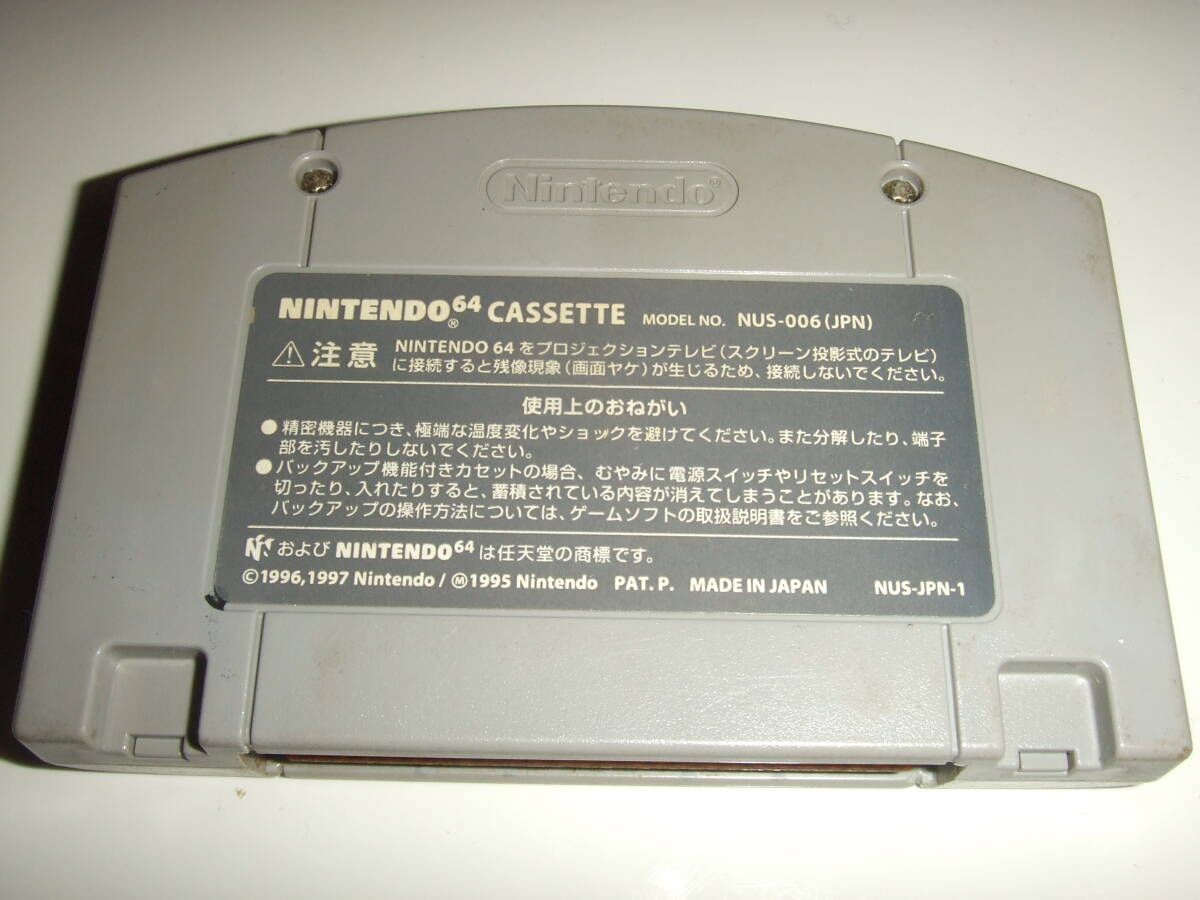 Nintendo®
NINTENDO64® CASSETTE MODEL NO. NUS-006(JPN)
注意 NINTENDO 64をプロジェクションテレビ(スクリーン投影式のテレビ)
に接続すると残像現象(画面ヤケ)が生じるため、接続しないでください。
使用上のおねがい
●精密機器につき、極端な温度変化やショックを避けてください。また分解したり、端子
部を汚したりしないでください。
●バックアップ機能付きカセットの場合、むやみに電源スイッチやリセットスイッチを
切ったり、入れたりすると、蓄積されている内容が消えてしまうことがあります。なお、
バックアップの操作方法については、ゲームソフトの取扱説明書をご参照ください。
および NINTENDO64 は任天堂の商標です。
©1996,1997 Nintendo/Ⓜ1995 Nintendo PAT.P. MADE IN JAPAN NUS-JPN-1